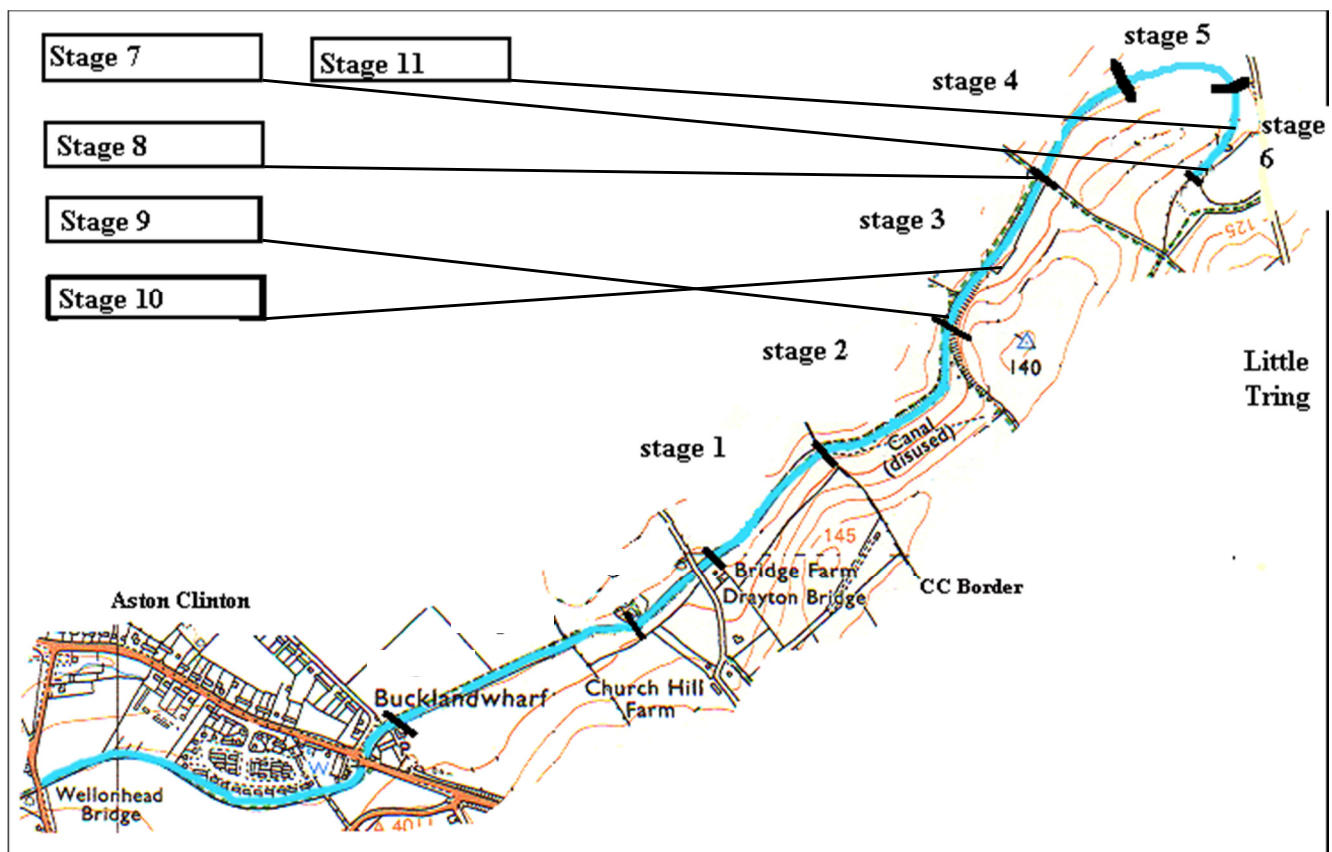 Stage 7
Stage 11
stage 5
stage 4
Stage 8
stage
6
Stage 9
stage 3
125
Stage 10
stage 2
140
Little
Tring
stage 1
Canal
(disused)
145
Bridge Farm
CC Border
Drayton Bridge
Aston Clinton
Bucklandwharf
Church Hill
Farm
W
Wellonhead
Bridge